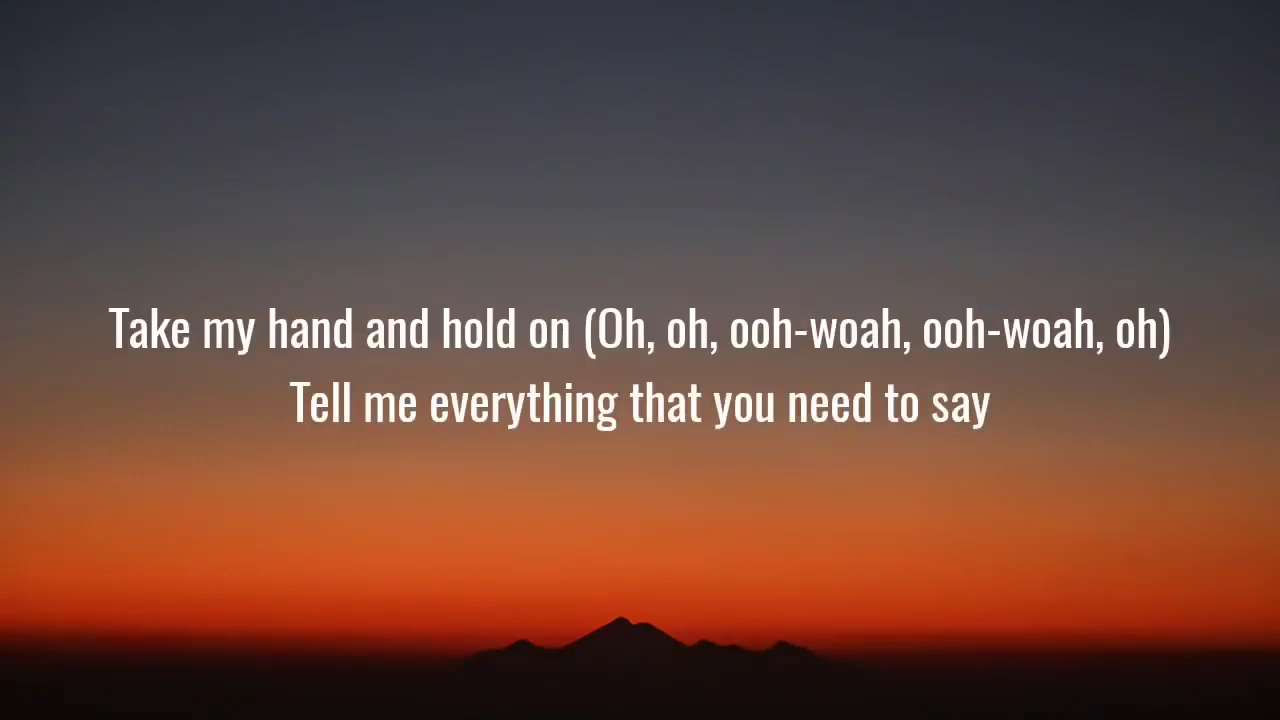 Take my hand and hold on (Oh, oh, ooh-woah, ooh-woah, oh)
Tell me everything that you need to say